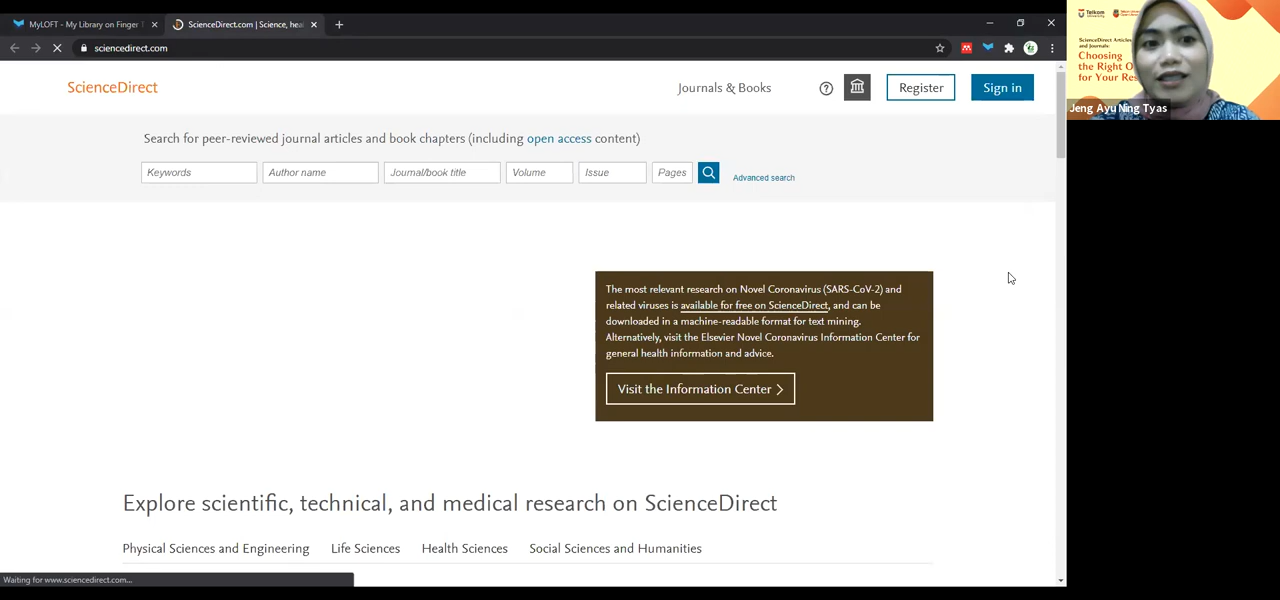 MyLOFT - My Library on Finger T
ScienceDirect.com | Science, hea
sciencedirect.com
ScienceDirect
Journals & Books
Register
Sign in
Search for peer-reviewed journal articles and book chapters (including open access content)
Keywords
Author name
Journal/book title
Volume
Issue
Pages
Advanced search
The most relevant research on Novel Coronavirus (SARS-CoV-2) and
related viruses is available for free on ScienceDirect, and can be
downloaded in a machine-readable format for text mining.
Alternatively, visit the Elsevier Novel Coronavirus Information Center for
general health information and advice.
Visit the Information Center
Explore scientific, technical, and medical research on ScienceDirect
Physical Sciences and Engineering
Life Sciences
Health Sciences
Social Sciences and Humanities
Waiting for www.sciencedirect.com...
Telkom
ScienceDirect Articles
and Journals:
Choosing
the Right O
for Your Res
Jeng Ayu Ning Tyas